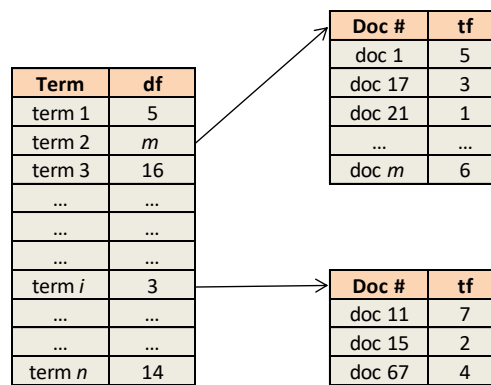 Term df
term 1 5
term 2 m
term 3 16
... ...
... ...
... ...
term i 3
... ...
... ...
term n 14
Doc # tf
doc 1 5
doc 17 3
doc 21 1
... ...
doc m 6
Doc # tf
doc 11 7
doc 15 2
doc 67 4